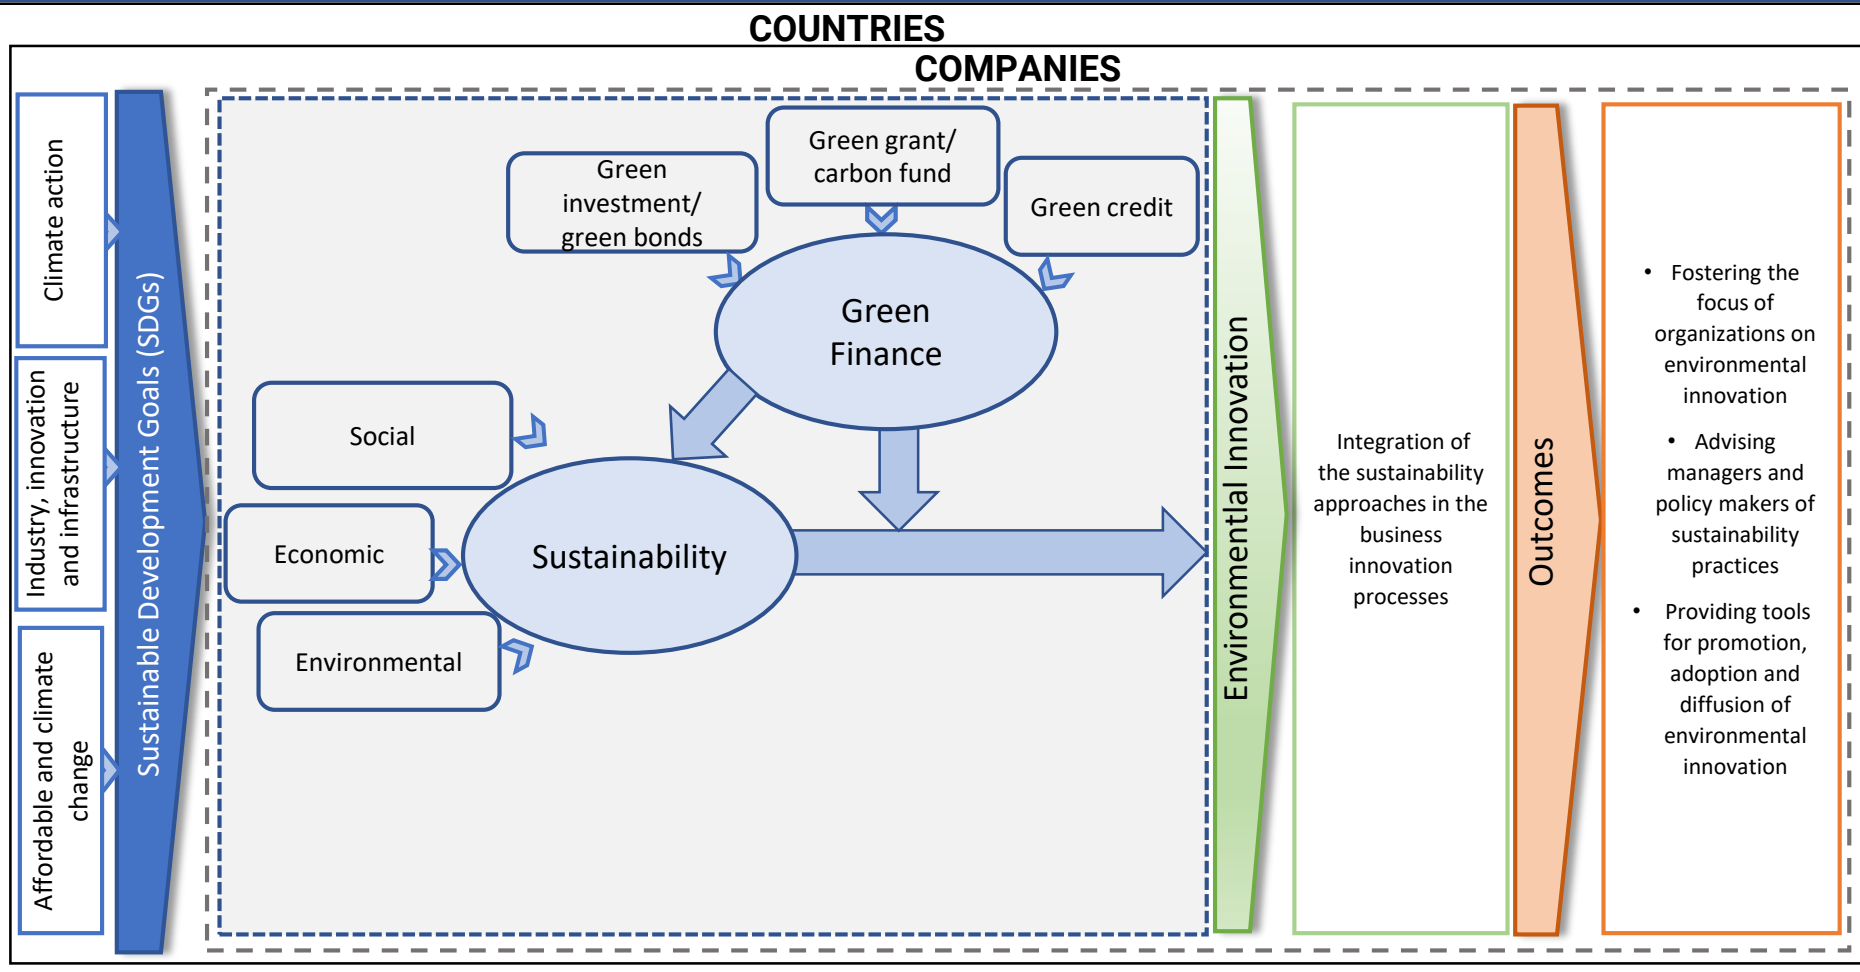 COUNTRIES
COMPANIES
Climate action
Industry, innovation
and infrastructure
Affordable and climate
change
Sustainable Development Goals (SDGs)
Green
investment/
green bonds
Green grant/
carbon fund
Green credit
Green
Finance
Social
Economic
Environmental
Sustainability
Environmentlal Innovation
Integration of
the sustainability
approaches in the
business
innovation
processes
Outcomes
• Fostering the
focus of
organizations on
environmental
innovation
• Advising
managers and
policy makers of
sustainability
practices
• Providing tools
for promotion,
adoption and
diffusion of
environmental
innovation